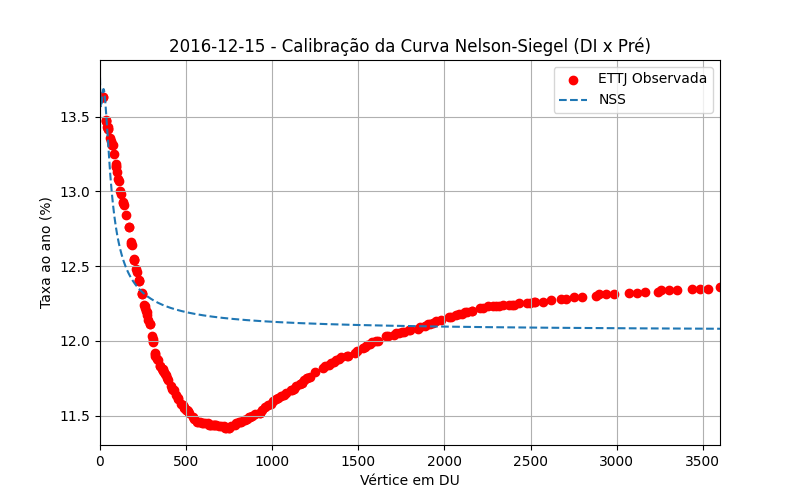 2016-12-15 - Calibração da Curva Nelson-Siegel (DI x Pré)
ETTJ Observada
NSS
Taxa ao ano (%)
13.5
13.0
12.5
12.0
11.5
0 500 1000 1500 2000 2500 3000 3500
Vértice em DU